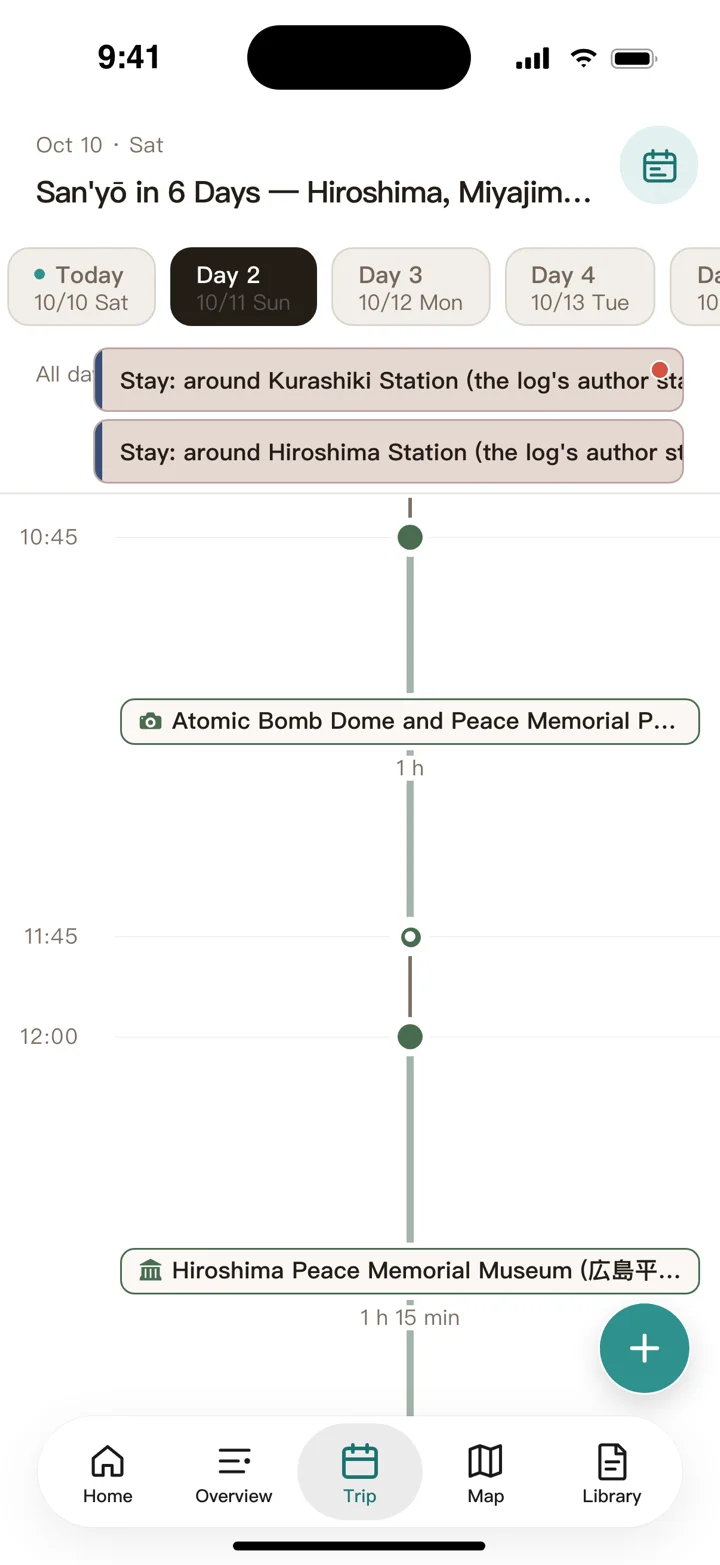 9:41
Oct 10 · Sat
San'yō in 6 Days — Hiroshima, Miyajim...
Today
10/10 Sat
Day 2
10/11 Sun
Day 3
10/12 Mon
Day 4
10/13 Tue
Da
10
All da
Stay: around Kurashiki Station (the log's author sta
Stay: around Hiroshima Station (the log's author st
10:45
Atomic Bomb Dome and Peace Memorial P...
1 h
11:45
12:00
Hiroshima Peace Memorial Museum (広島平...
1 h 15 min
Home
Overview
Trip
Map
Library